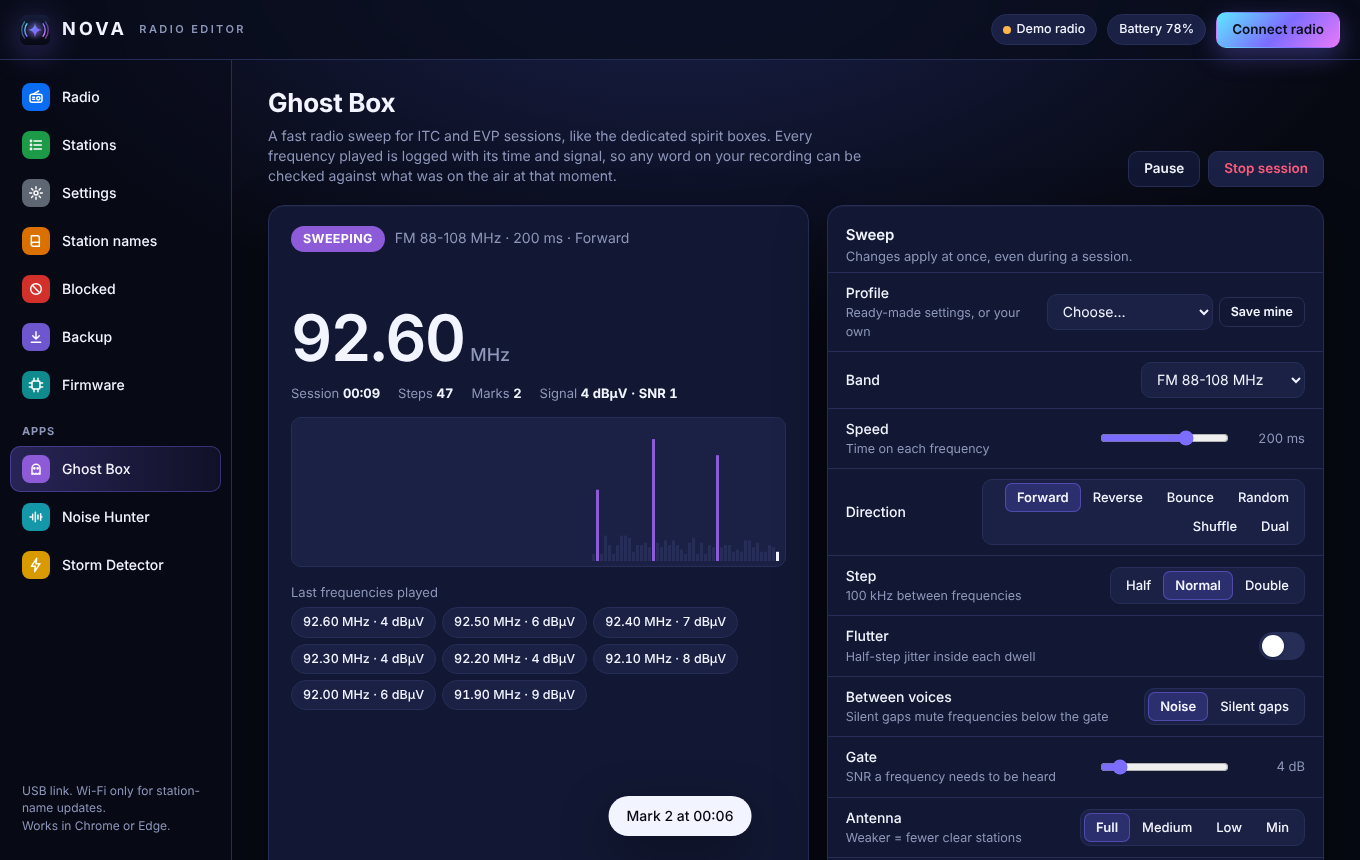 NOVA RADIO EDITOR
Demo radio
Battery 78%
Connect radio
Radio
Stations
Settings
Station names
Blocked
Backup
Firmware
APPS
Ghost Box
Noise Hunter
Storm Detector
USB link. Wi-Fi only for station-
name updates.
Works in Chrome or Edge.
Ghost Box
A fast radio sweep for ITC and EVP sessions, like the dedicated spirit boxes. Every
frequency played is logged with its time and signal, so any word on your recording can be
checked against what was on the air at that moment.
Pause
Stop session
SWEEPING FM 88-108 MHz · 200 ms · Forward
92.60 MHz
Session 00:09 Steps 47 Marks 2 Signal 4 dBµV · SNR 1
Last frequencies played
92.60 MHz · 4 dBµV 92.50 MHz · 6 dBµV 92.40 MHz · 7 dBµV
92.30 MHz · 4 dBµV 92.20 MHz · 4 dBµV 92.10 MHz · 8 dBµV
92.00 MHz · 6 dBµV 91.90 MHz · 9 dBµV
Mark 2 at 00:06
Sweep
Changes apply at once, even during a session.
Profile
Ready-made settings, or your
own
Choose...
Save mine
Band
FM 88-108 MHz
Speed
Time on each frequency
200 ms
Direction
Forward Reverse Bounce Random
Shuffle Dual
Step
100 kHz between frequencies
Half Normal Double
Flutter
Half-step jitter inside each dwell
Between voices
Silent gaps mute frequencies below the gate
Noise Silent gaps
Gate
SNR a frequency needs to be heard
4 dB
Antenna
Weaker = fewer clear stations
Full Medium Low Min